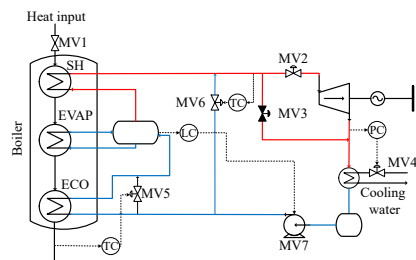 Heat input
MV1
SH
MV2
EVAP
MV6
TC
MV3
LC
PC
Boiler
MV4
ECO
MV5
Cooling
water
TC
MV7